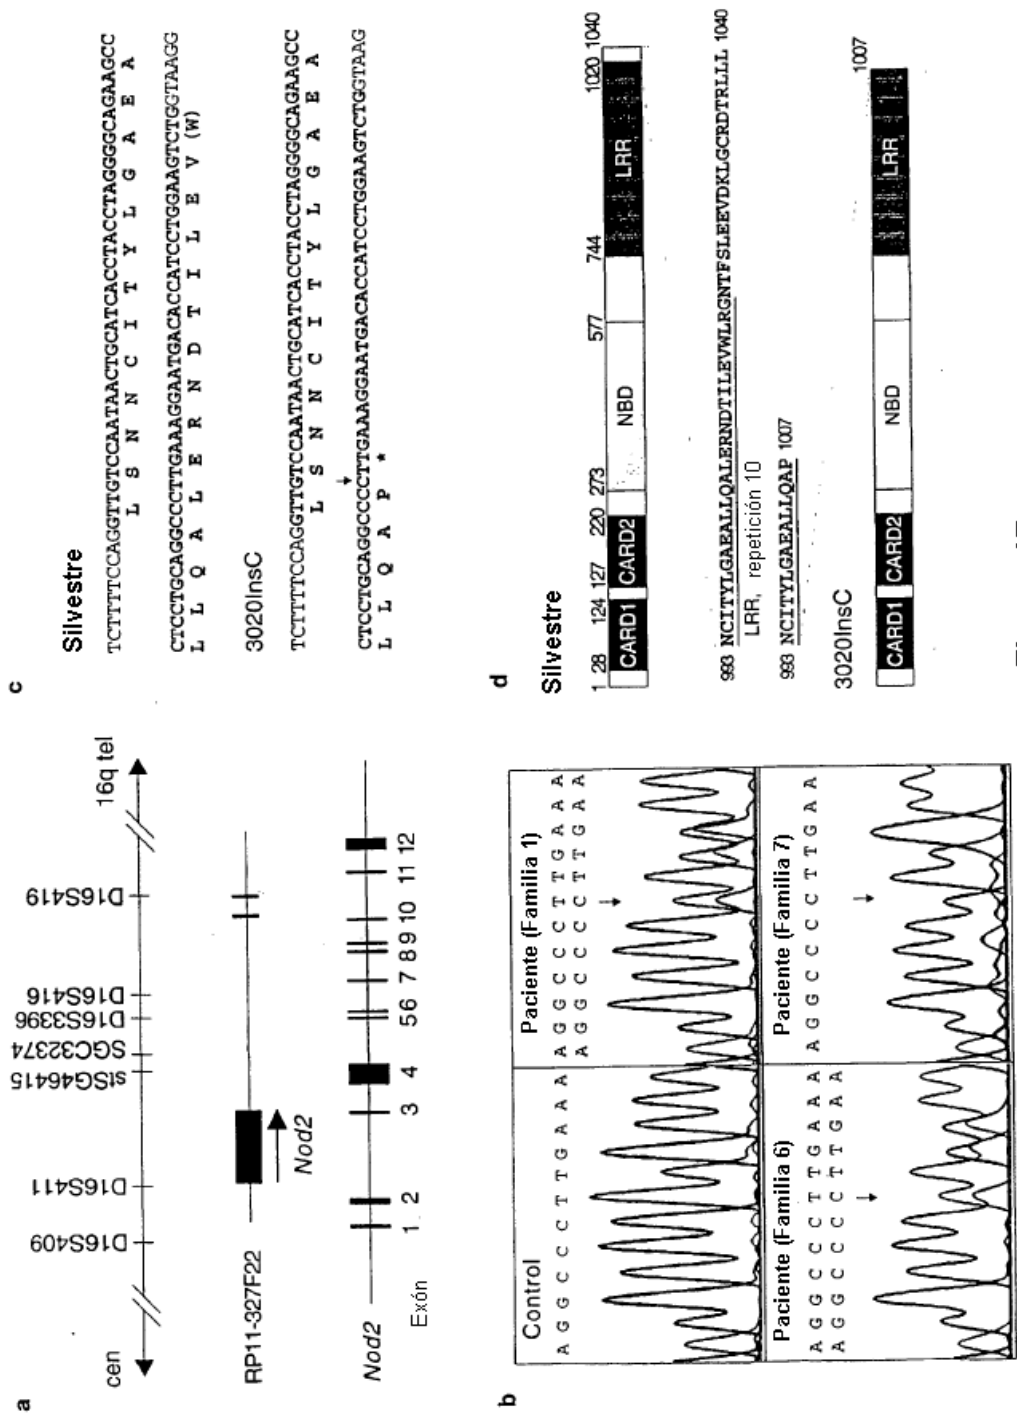 a
cen
16q tel
D16S409
D16S411
stSG46415
SGC32374
D16S3396
D16S416
D16S419
RP11-327F22
Nod2
Nod2
Exón
1 2 3 4 5 6 7 8 9 10 11 12
b
Control
A G G C C C T T G A A A
Paciente (Familia 1)
A G G C C C T T G A A A
A G G C C C C T T G A A
Paciente (Familia 6)
A G G C C C T T G A A A
A G G C C C C T T G A A
Paciente (Familia 7)
A G G C C C C T T G A A
c
Silvestre
TCTTTTCCAGGTTGTCCAATAACTGCATCACCTACCTAGGGGCAGAAGCC
L S N N C I T Y L G A E A
CTCCTGCAGGCCCTTGAAAGGAATGACACCATCCTGGAAGTCTGGTAAGG
L L Q A L E R N D T I L E V (W)
3020InsC
TCTTTTCCAGGTTGTCCAATAACTGCATCACCTACCTAGGGGCAGAAGCC
L S N N C I T Y L G A E A
CTCCTGCAGGCCCCTTGAAAGGAATGACACCATCCTGGAAGTCTGGTAAG
L L Q A P *
d
Silvestre
1 28 124 127 220 273 577 744 1020 1040
CARD1 CARD2 NBD LRR
993 NCITYLGAEALLQALERNDTILEVWLRGNTFSLEEVDKLGCRDTRLLL 1040
LRR, repetición 10
993 NCITYLGAEALLQAP 1007
3020InsC
1007
CARD1 CARD2 NBD LRR